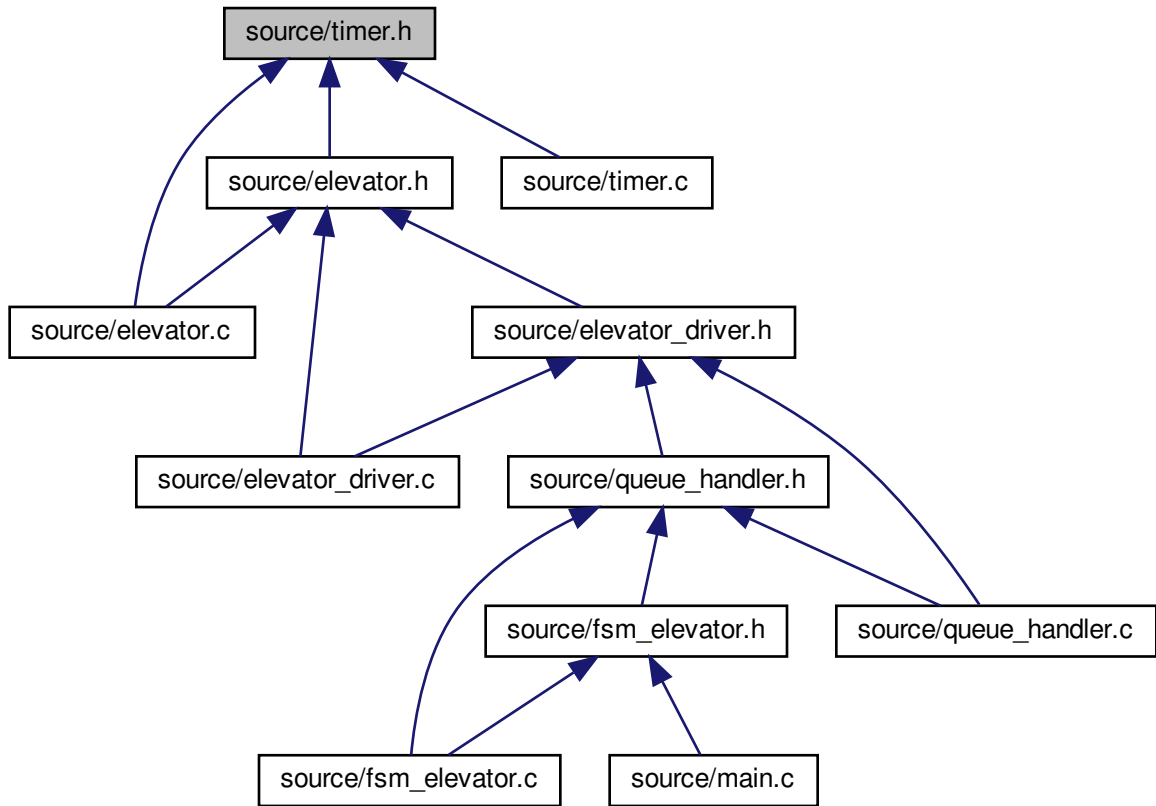 source/timer.h
source/elevator.h
source/timer.c
source/elevator.c
source/elevator_driver.h
source/elevator_driver.c
source/queue_handler.h
source/fsm_elevator.h
source/queue_handler.c
source/fsm_elevator.c
source/main.c